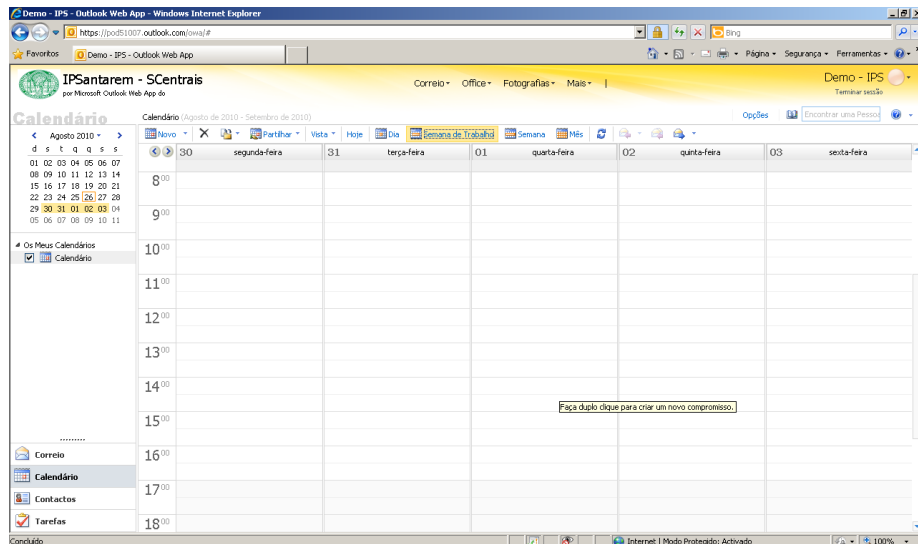 Demo - IPS - Outlook Web App - Windows Internet Explorer
https://pod51007.outlook.com/owa/#
Bing
Favoritos
Demo - IPS - Outlook Web App
Página
Segurança
Ferramentas
IPSantarem - SCentrais
por Microsoft Outlook Web App do
Correio Office Fotografias Mais
Demo - IPS
Terminar sessão
Calendário
Calendário (Agosto de 2010 - Setembro de 2010)
Opções
Encontrar uma Pessoa
Agosto 2010
Novo Partilhar Vista Hoje Dia Semana de Trabalho Semana Mês
d s t q q s s
01 02 03 04 05 06 07
08 09 10 11 12 13 14
15 16 17 18 19 20 21
22 23 24 25 26 27 28
29 30 31 01 02 03 04
05 06 07 08 09 10 11
30 segunda-feira 31 terça-feira 01 quarta-feira 02 quinta-feira 03 sexta-feira
8 00
9 00
10 00
11 00
12 00
13 00
14 00
15 00
16 00
17 00
18 00
Os Meus Calendários
Calendário
Faça duplo clique para criar um novo compromisso.
Correio
Calendário
Contactos
Tarefas
Concluído
Internet | Modo Protegido: Activado
100%